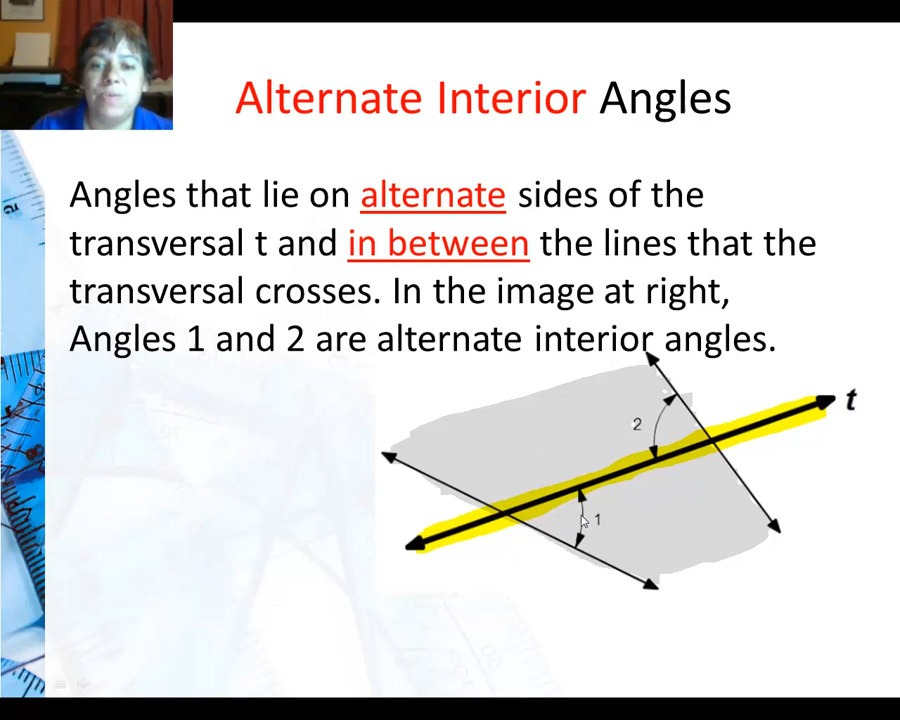 Alternate Interior Angles
Angles that lie on alternate sides of the
transversal t and in between the lines that the
transversal crosses. In the image at right,
Angles 1 and 2 are alternate interior angles.
t
2
1